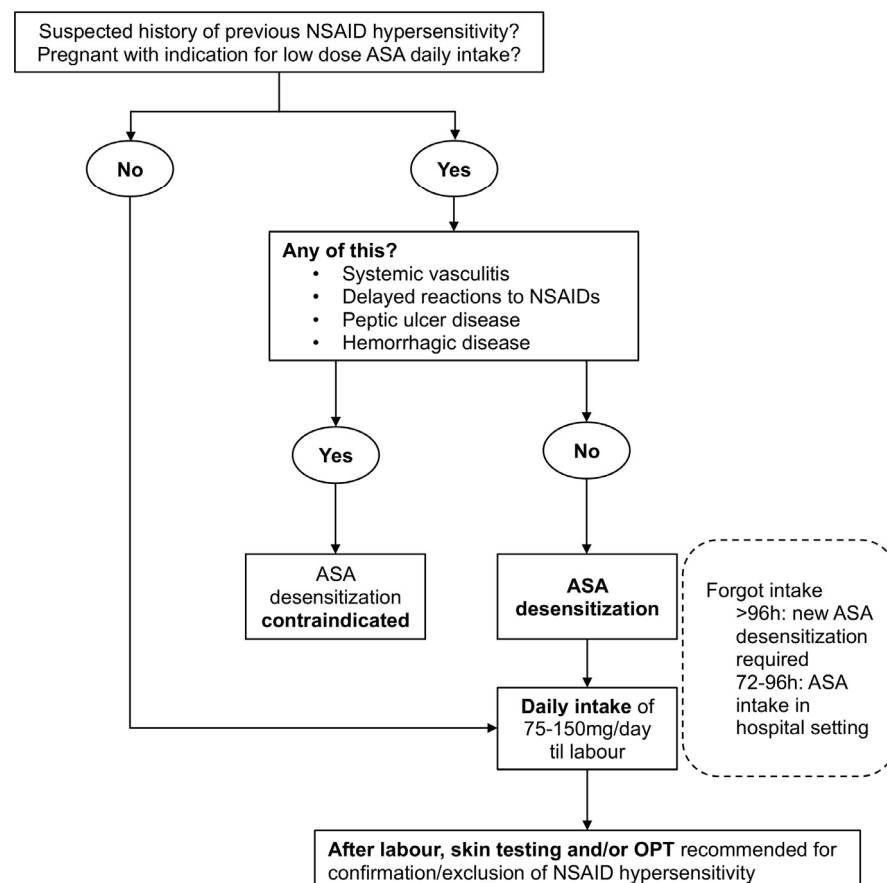 Suspected history of previous NSAID hypersensitivity?
Pregnant with indication for low dose ASA daily intake?
No
Yes
Any of this?
• Systemic vasculitis
• Delayed reactions to NSAIDs
• Peptic ulcer disease
• Hemorrhagic disease
Yes
No
ASA
desensitization
contraindicated
ASA
desensitization
Forgot intake
>96h: new ASA
desensitization
required
72-96h: ASA
intake in
hospital setting
Daily intake of
75-150mg/day
til labour
After labour, skin testing and/or OPT recommended for
confirmation/exclusion of NSAID hypersensitivity